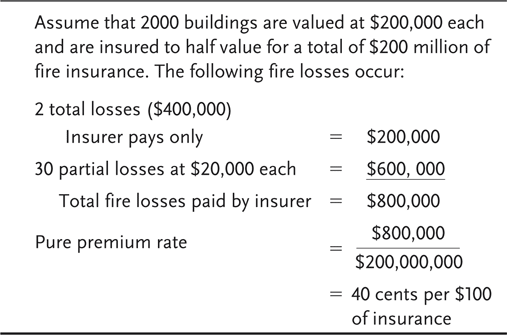 Assume that 2000 buildings are valued at $200,000 each
and are insured to half value for a total of $200 million of
fire insurance. The following fire losses occur:
2 total losses ($400,000)
Insurer pays only = $200,000
30 partial losses at $20,000 each = $600, 000
Total fire losses paid by insurer = $800,000
Pure premium rate = $800,000
$200,000,000
= 40 cents per $100
of insurance